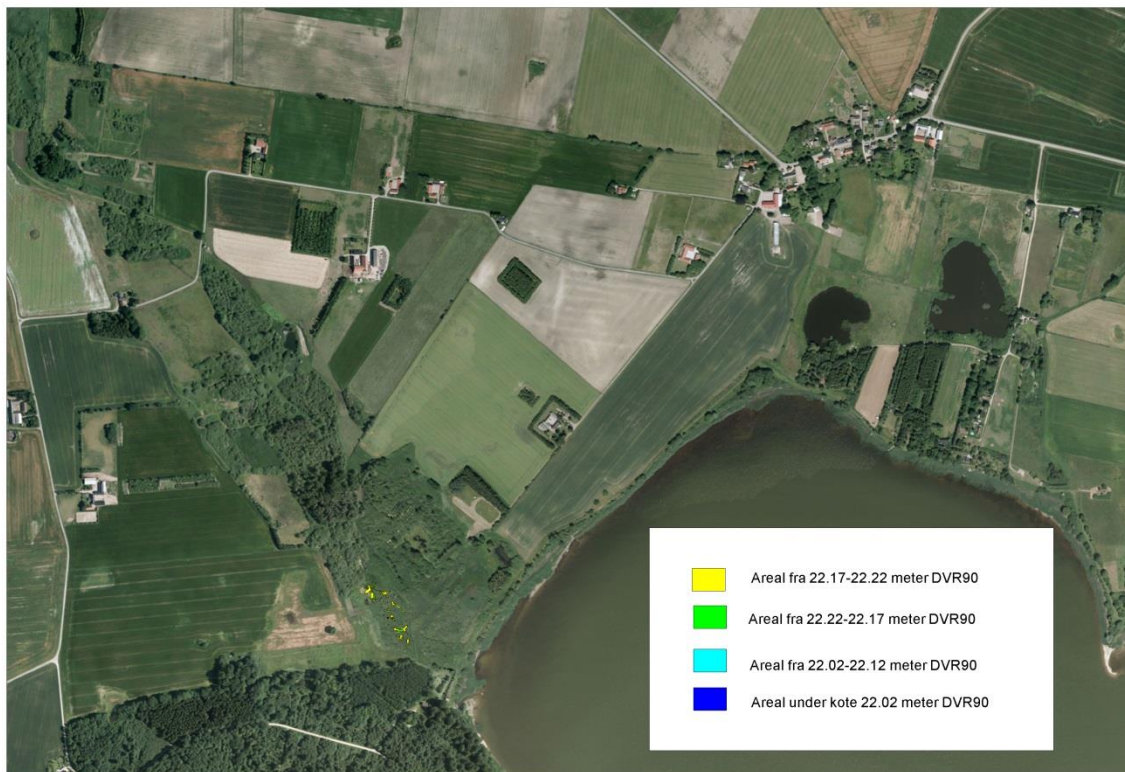 Areal fra 22.17-22.22 meter DVR90
Areal fra 22.22-22.17 meter DVR90
Areal fra 22.02-22.12 meter DVR90
Areal under kote 22.02 meter DVR90